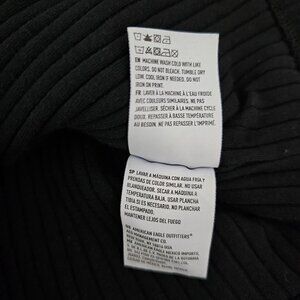 EN MACHINE WASH COLD WITH LIKE
COLORS. DO NOT BLEACH. TUMBLE DRY
LOW. COOL IRON IF NEEDED. DO NOT
IRON ON PRINT.
FR LAVER À LA MACHINE À L'EAU FROIDE
AVEC COULEURS SIMILAIRES. NE PAS
JAVELLISER. SÉCHER À LA MACHINE CYCLE
DOUX. REPASSER À BASSE TEMPÉRATURE
AU BESOIN. NE PAS REPASSER L'IMPRIMÉ.
SP LAVAR A MÁQUINA CON AGUA FRÍA Y
PRENDAS DE COLOR SIMILAR. NO USAR
BLANQUEADOR. SECAR A MÁQUINA EN
TEMPERATURA BAJA. USAR PLANCHA
TIBIA SI ES NECESARIO. NO PLANCHAR
EL ESTAMPADO.
MANTENER LEJOS DEL FUEGO
AMERICAN EAGLE OUTFITTERS
MANAGEMENT CO.